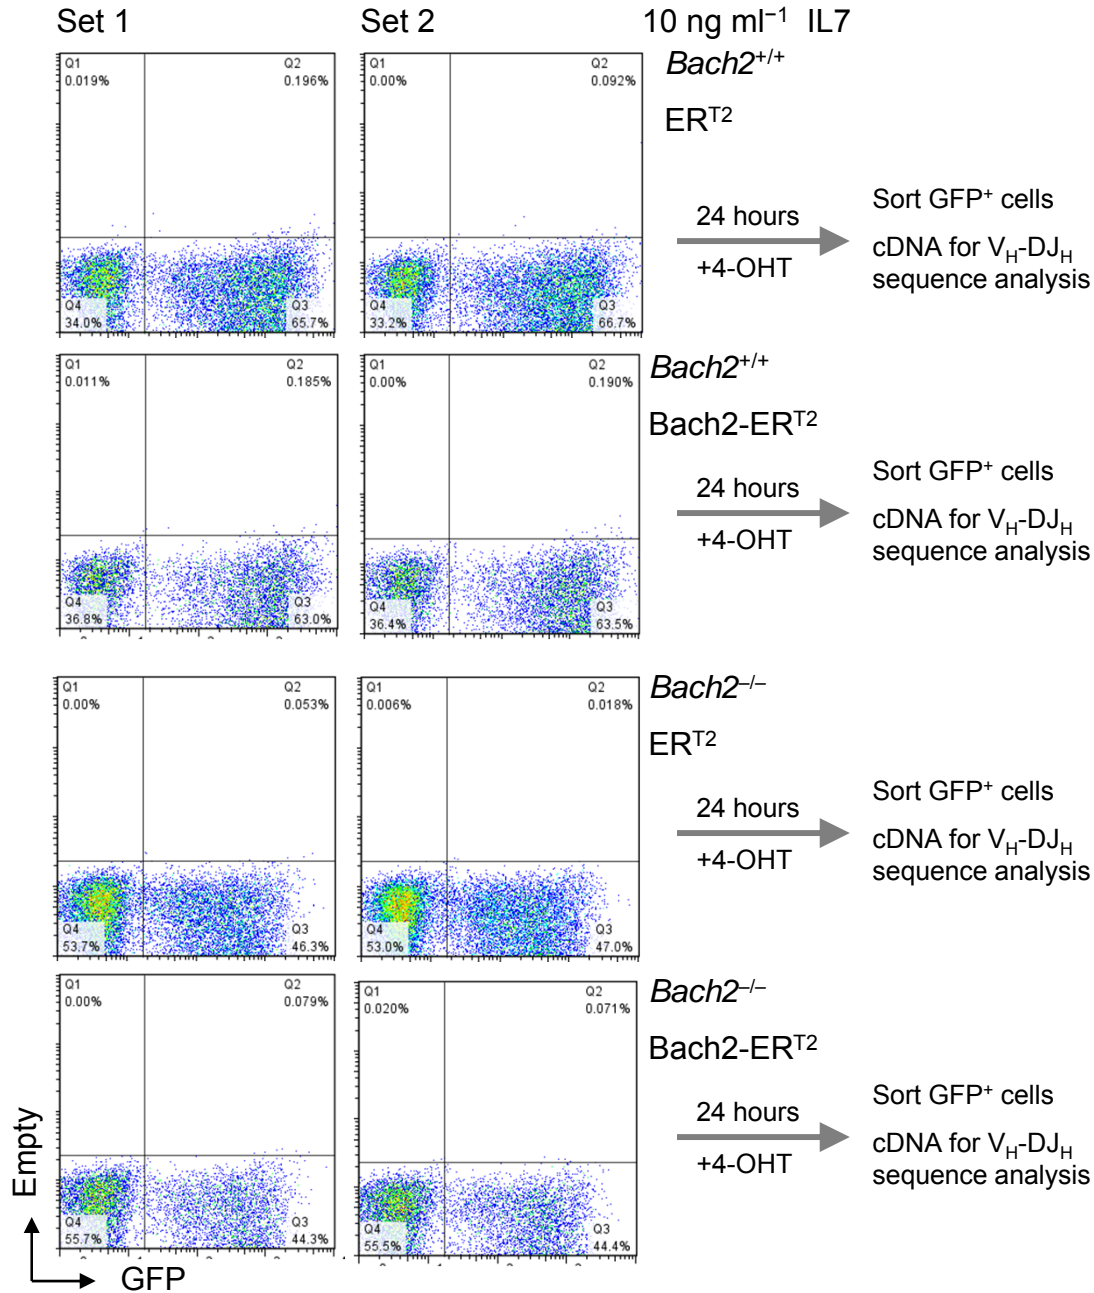 Set 1 Set 2 10 ng ml⁻¹ IL7
Q1 Q2 Q1 Q2
0.019% 0.196% 0.00% 0.092%
Q4 Q3 Q4 Q3
34.0% 65.7% 33.2% 66.7%
Bach2⁺/⁺
ERᵀ²
24 hours
+4-OHT
Sort GFP⁺ cells
cDNA for V_H-DJ_H
sequence analysis
Q1 Q2 Q1 Q2
0.011% 0.185% 0.00% 0.190%
Q4 Q3 Q4 Q3
36.8% 63.0% 36.4% 63.5%
Bach2⁺/⁺
Bach2-ERᵀ²
24 hours
+4-OHT
Sort GFP⁺ cells
cDNA for V_H-DJ_H
sequence analysis
Q1 Q2 Q1 Q2
0.00% 0.053% 0.006% 0.018%
Q4 Q3 Q4 Q3
53.7% 46.3% 53.0% 47.0%
Bach2⁻/⁻
ERᵀ²
24 hours
+4-OHT
Sort GFP⁺ cells
cDNA for V_H-DJ_H
sequence analysis
Q1 Q2 Q1 Q2
0.00% 0.079% 0.020% 0.071%
Q4 Q3 Q4 Q3
55.7% 44.3% 55.5% 44.4%
Bach2⁻/⁻
Bach2-ERᵀ²
24 hours
+4-OHT
Sort GFP⁺ cells
cDNA for V_H-DJ_H
sequence analysis
Empty
GFP